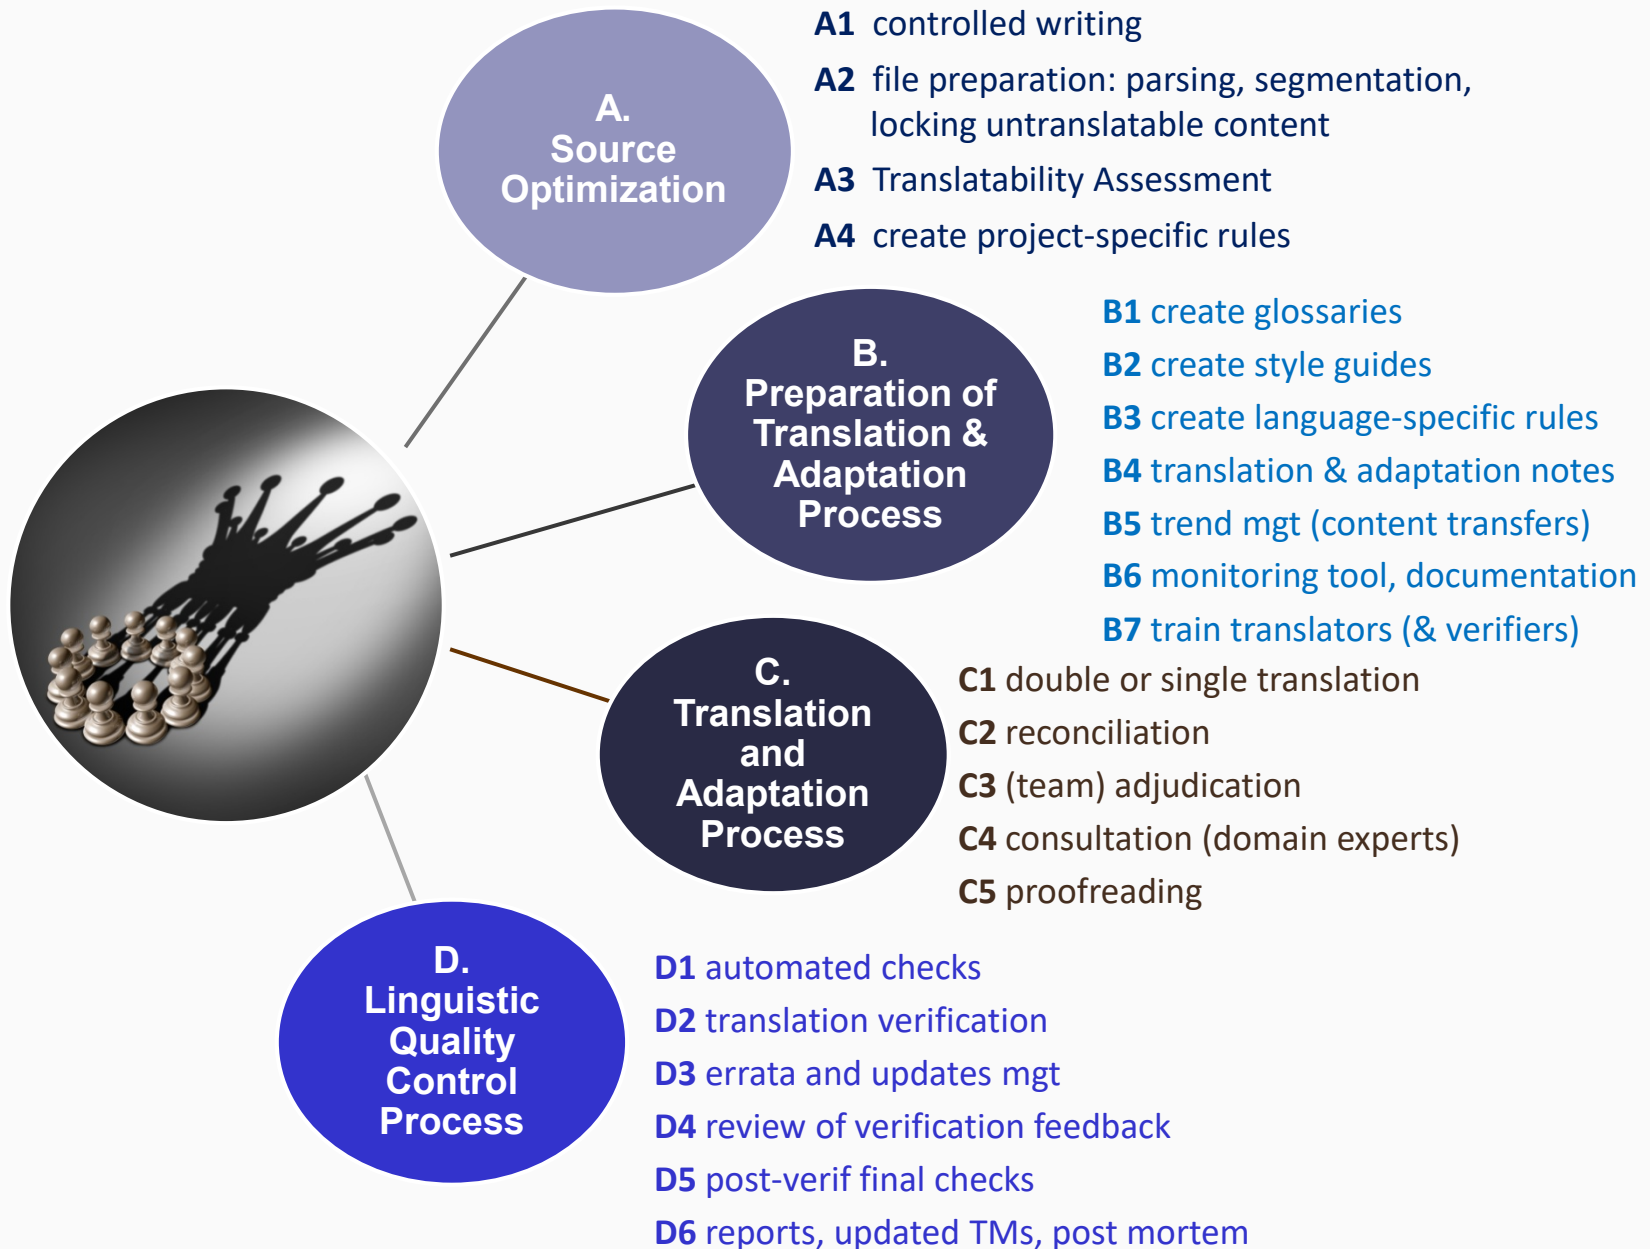 A.
Source
Optimization
A1 controlled writing
A2 file preparation: parsing, segmentation,
locking untranslatable content
A3 Translatability Assessment
A4 create project-specific rules
B.
Preparation of
Translation &
Adaptation
Process
B1 create glossaries
B2 create style guides
B3 create language-specific rules
B4 translation & adaptation notes
B5 trend mgt (content transfers)
B6 monitoring tool, documentation
B7 train translators (& verifiers)
C.
Translation
and
Adaptation
Process
C1 double or single translation
C2 reconciliation
C3 (team) adjudication
C4 consultation (domain experts)
C5 proofreading
D.
Linguistic
Quality
Control
Process
D1 automated checks
D2 translation verification
D3 errata and updates mgt
D4 review of verification feedback
D5 post-verif final checks
D6 reports, updated TMs, post mortem